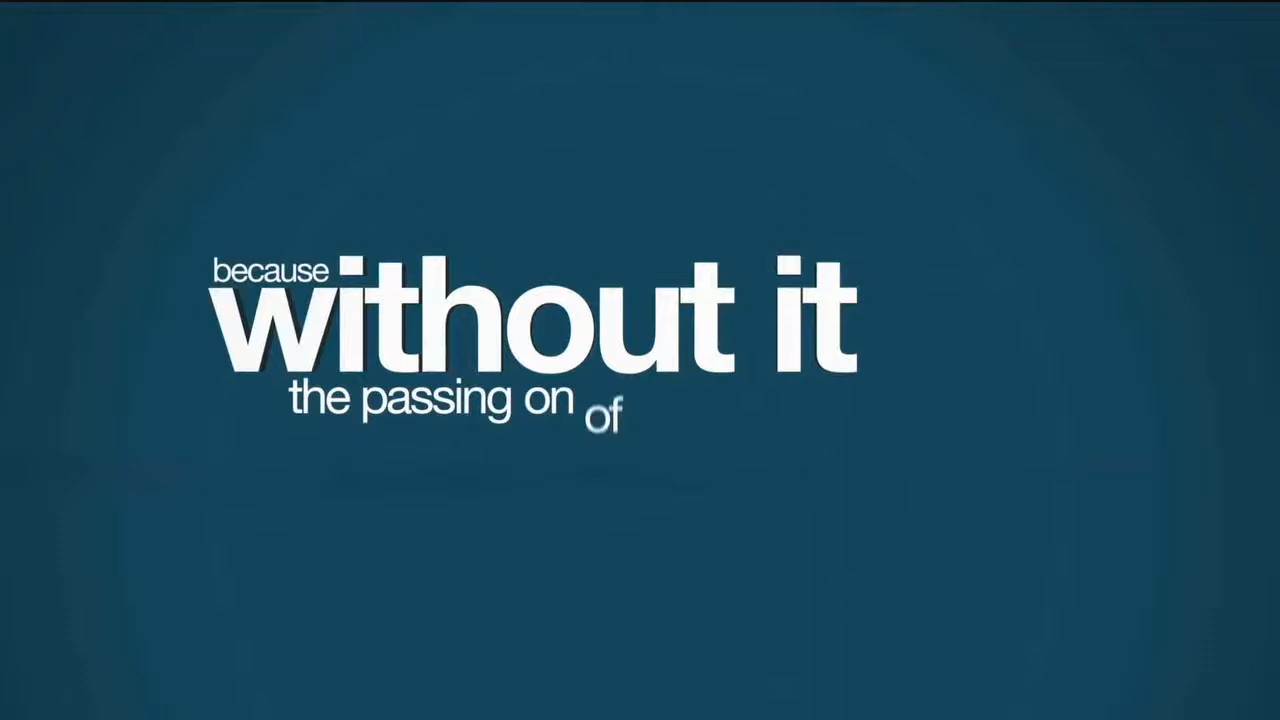 because
without it
the passing on of